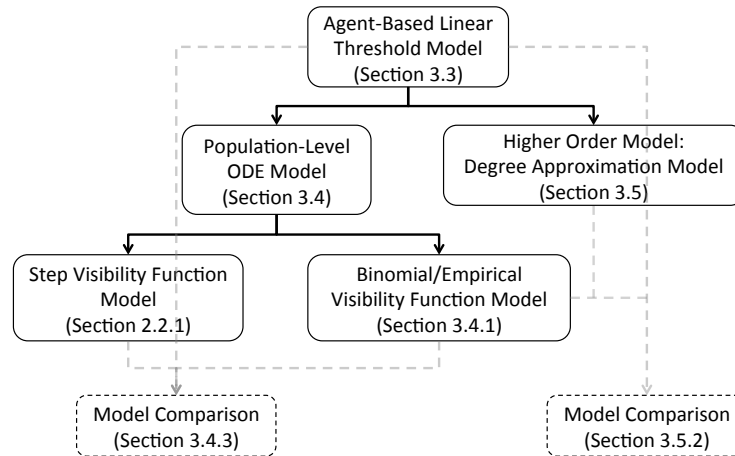 Agent-Based Linear
Threshold Model
(Section 3.3)
Population-Level
ODE Model
(Section 3.4)
Higher Order Model:
Degree Approximation Model
(Section 3.5)
Step Visibility Function
Model
(Section 2.2.1)
Binomial/Empirical
Visibility Function Model
(Section 3.4.1)
Model Comparison
(Section 3.4.3)
Model Comparison
(Section 3.5.2)